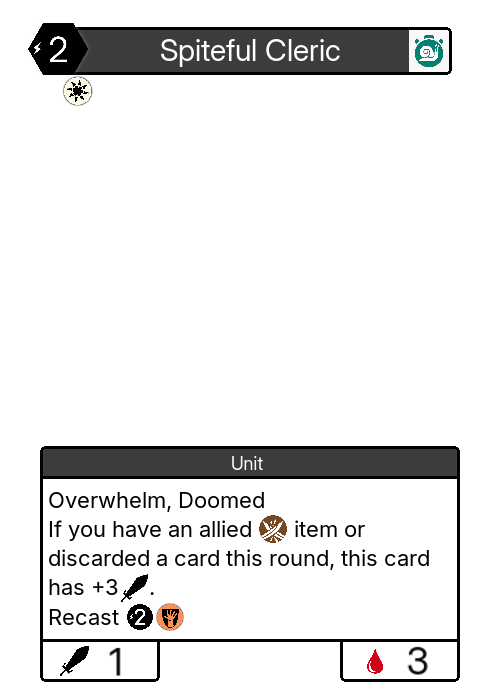 2 Spiteful Cleric
Unit
Overwhelm, Doomed
If you have an allied item or
discarded a card this round, this card
has +3 .
Recast 2
1 3